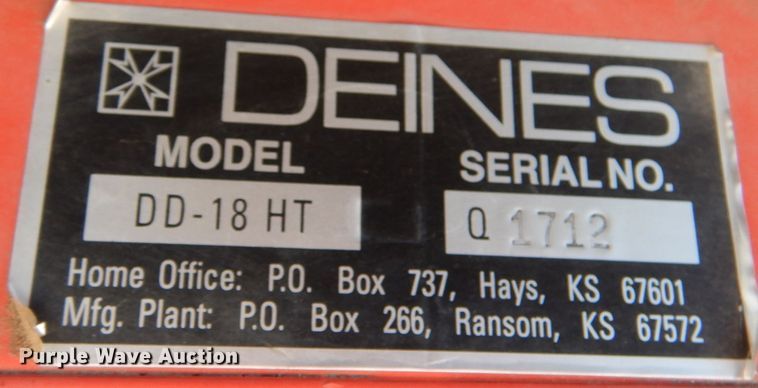 DEINES
MODEL SERIAL NO.
DD-18 HT Q 1712
Home Office: P.O. Box 737, Hays, KS 67601
Mfg. Plant: P.O. Box 266, Ransom, KS 67572
Purple Wave Auction